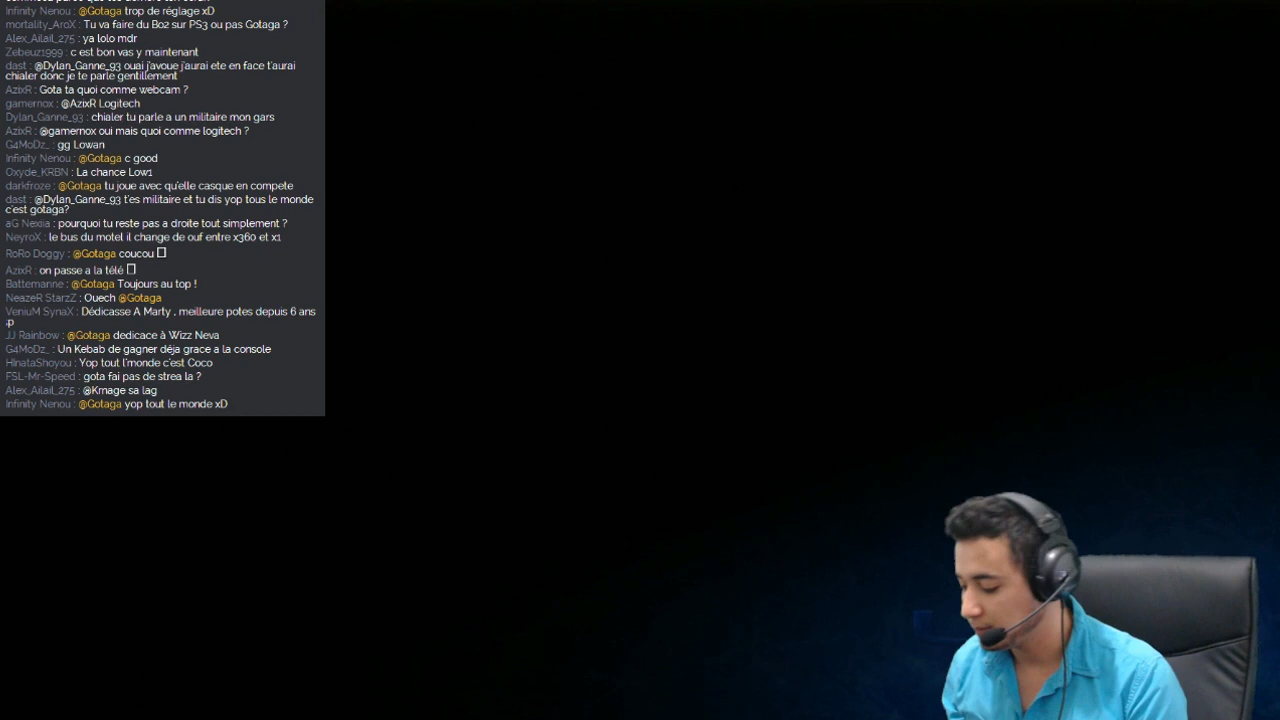 Infinity Nenou : @Gotaga trop de réglage xD
mortality_AroX : Tu va faire du Bo2 sur PS3 ou pas Gotaga ?
Alex_Ailail_275 : ya lolo mdr
Zebeuz1999 : c est bon vas y maintenant
dast : @Dylan_Ganne_93 ouai j'avoue j'aurai ete en face t'aurai
chialer donc je te parle gentillement
AzixR : Gota ta quoi comme webcam ?
gamernox : @AzixR Logitech
Dylan_Ganne_93 : chialer tu parle a un militaire mon gars
AzixR : @gamernox oui mais quoi comme logitech ?
G4MoDz_ : gg Lowan
Infinity Nenou : @Gotaga c good
Oxyde_KRBN : La chance Low1
darkfroze : @Gotaga tu joue avec qu'elle casque en compete
dast : @Dylan_Ganne_93 t'es militaire et tu dis yop tous le monde
c'est gotaga?
aG Nexiia : pourquoi tu reste pas a droite tout simplement ?
NeyroX : le bus du motel il change de ouf entre x360 et x1
RoRo Doggy : @Gotaga coucou
AzixR : on passe a la télé
Battemanne : @Gotaga Toujours au top !
NeazeR StarzZ : Ouech @Gotaga
VeniuM SynaX : Dédicasse A Marty , meilleure potes depuis 6 ans
;p
JJ Rainbow : @Gotaga dedicace à Wizz Neva
G4MoDz_ : Un Kebab de gagner déja grace a la console
HInataShoyou : Yop tout l'monde c'est Coco
FSL-Mr-Speed : gota fai pas de strea la ?
Alex_Ailail_275 : @Kmage sa lag
Infinity Nenou : @Gotaga yop tout le monde xD